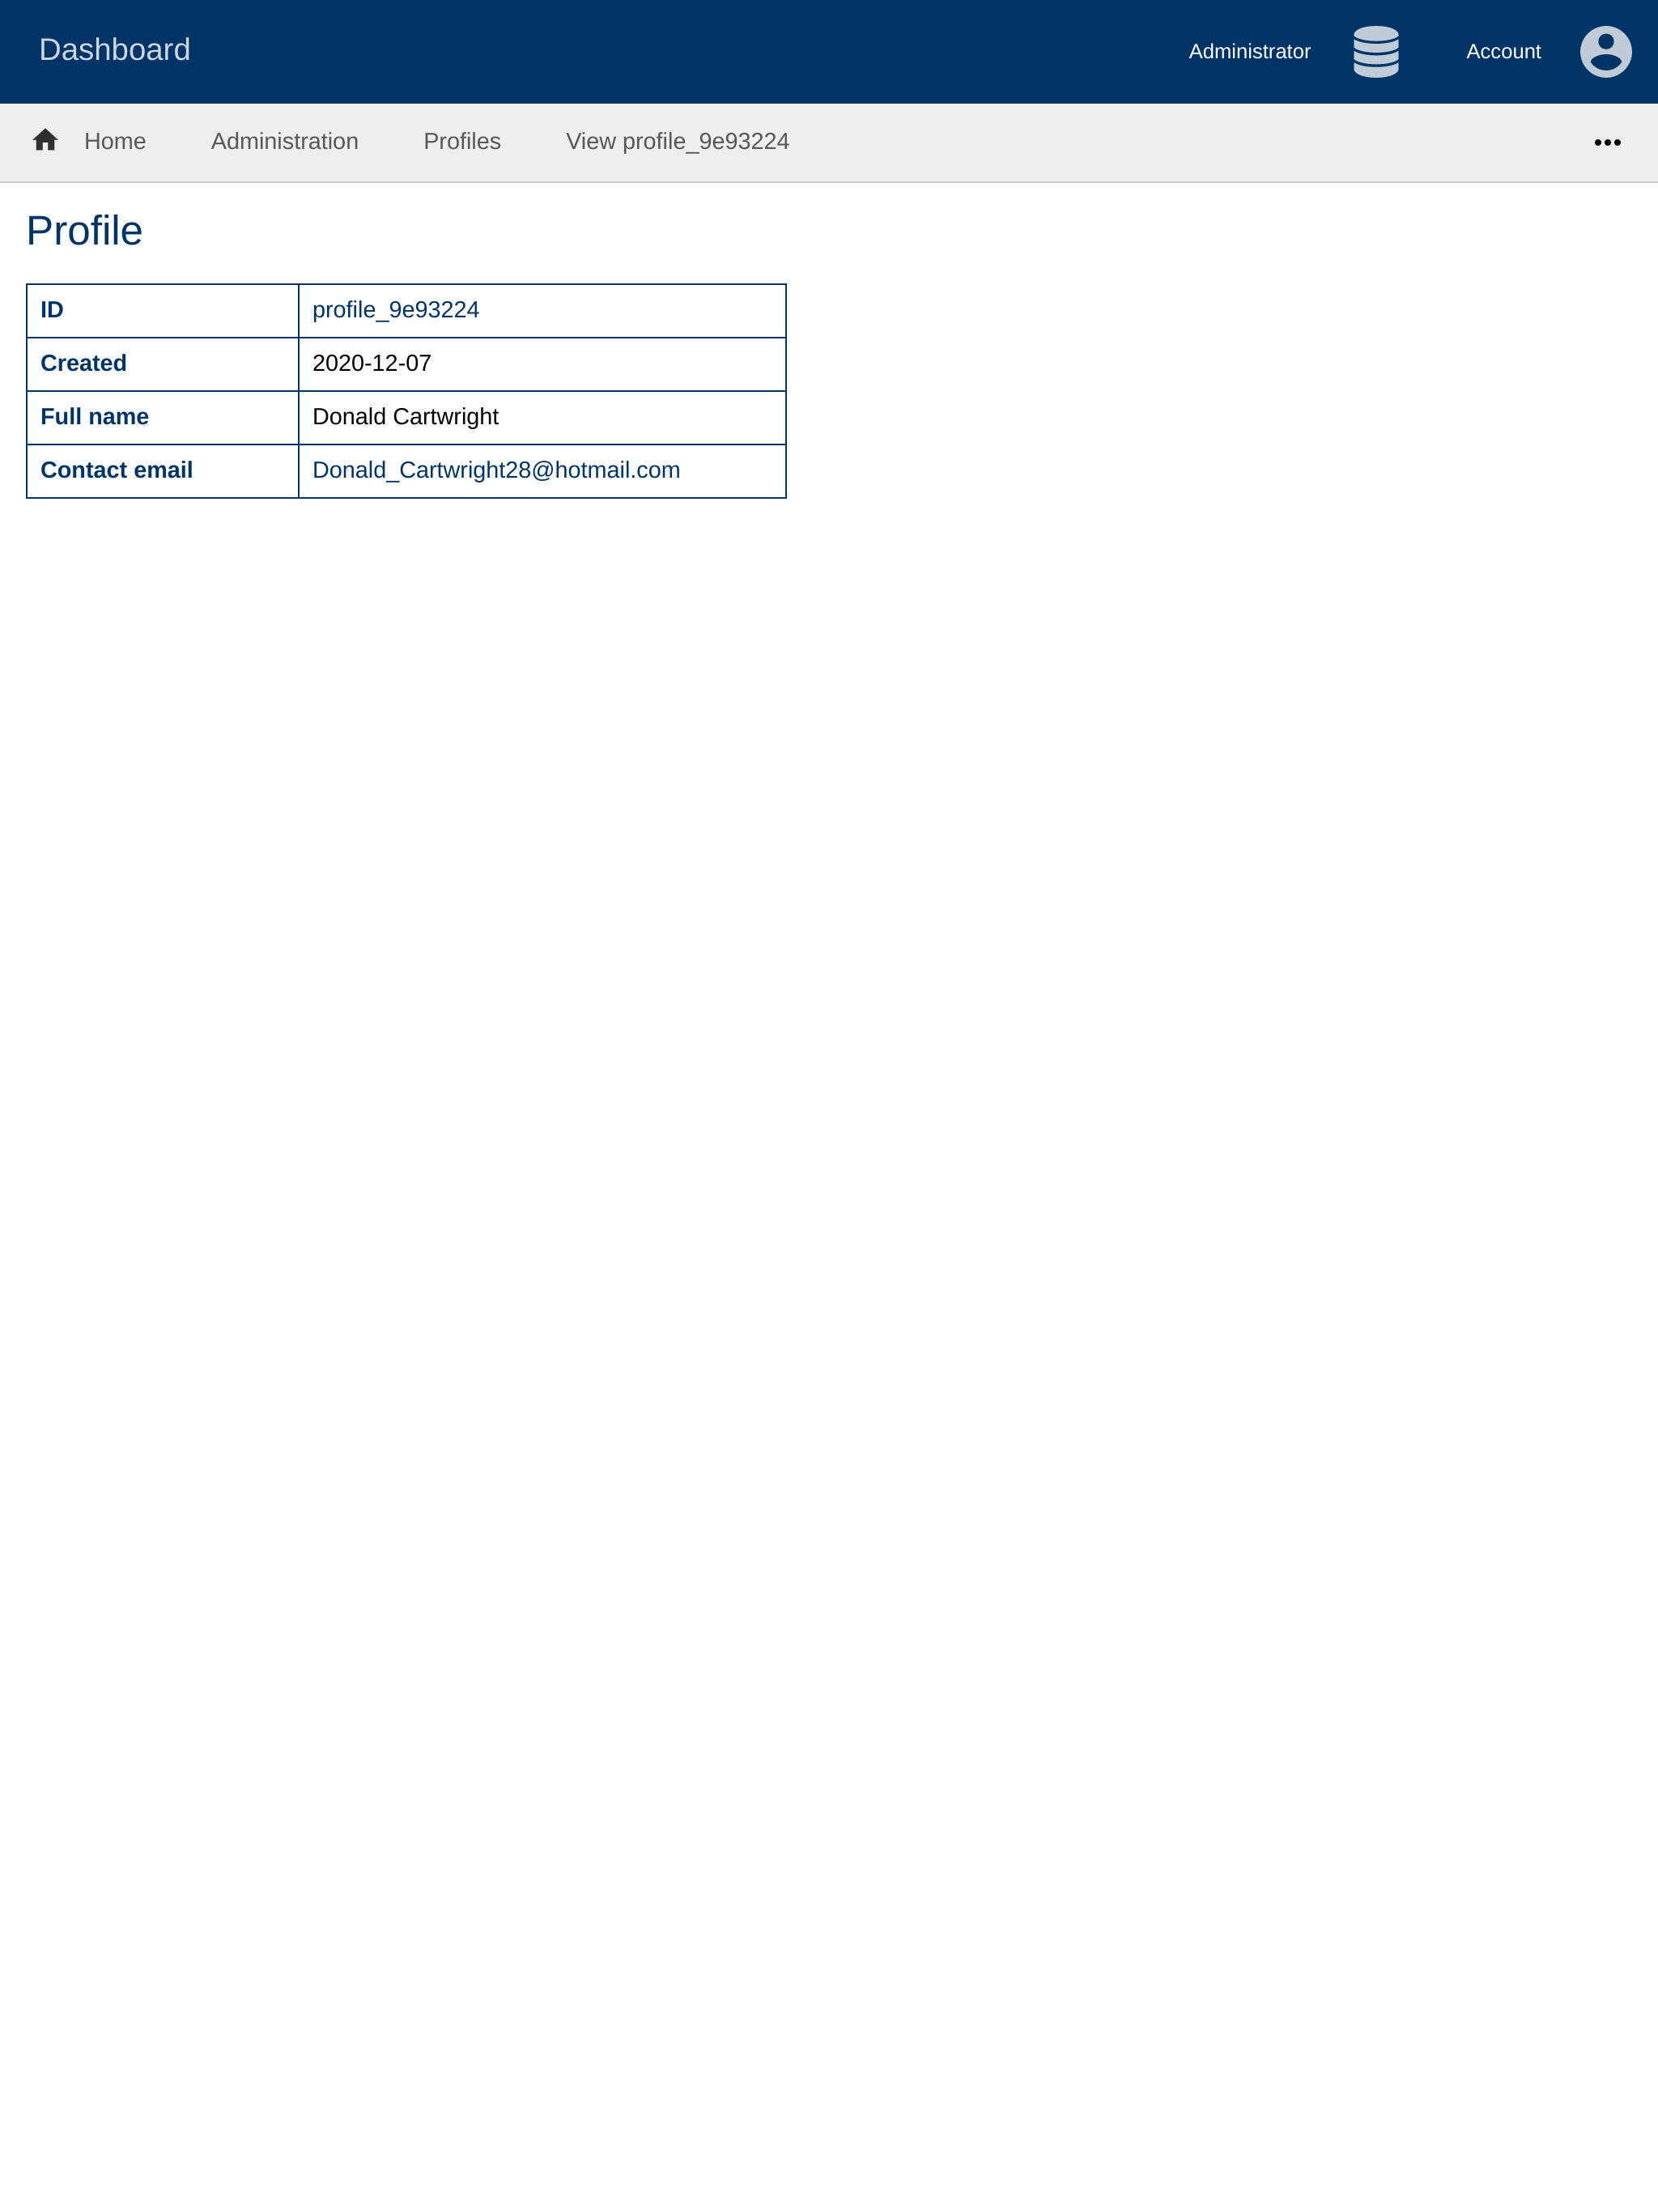 Dashboard
Administrator
Account
Home
Administration
Profiles
View profile_9e93224
Profile
ID
profile_9e93224
Created
2020-12-07
Full name
Donald Cartwright
Contact email
Donald_Cartwright28@hotmail.com